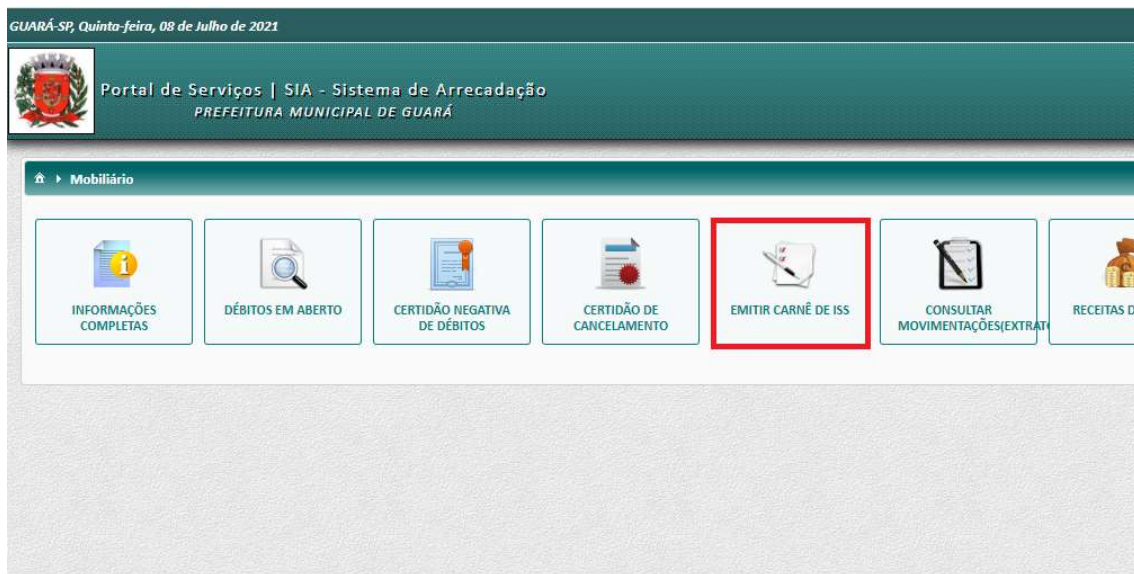 GUARÁ-SP, Quinta-feira, 08 de Julho de 2021
Portal de Serviços | SIA - Sistema de Arrecadação
PREFEITURA MUNICIPAL DE GUARÁ
Mobiliário
INFORMAÇÕES
COMPLETAS
DÉBITOS EM ABERTO
CERTIDÃO NEGATIVA
DE DÉBITOS
CERTIDÃO DE
CANCELAMENTO
EMITIR CARNÊ DE ISS
CONSULTAR
MOVIMENTAÇÕES(EXTRATO
RECEITAS D